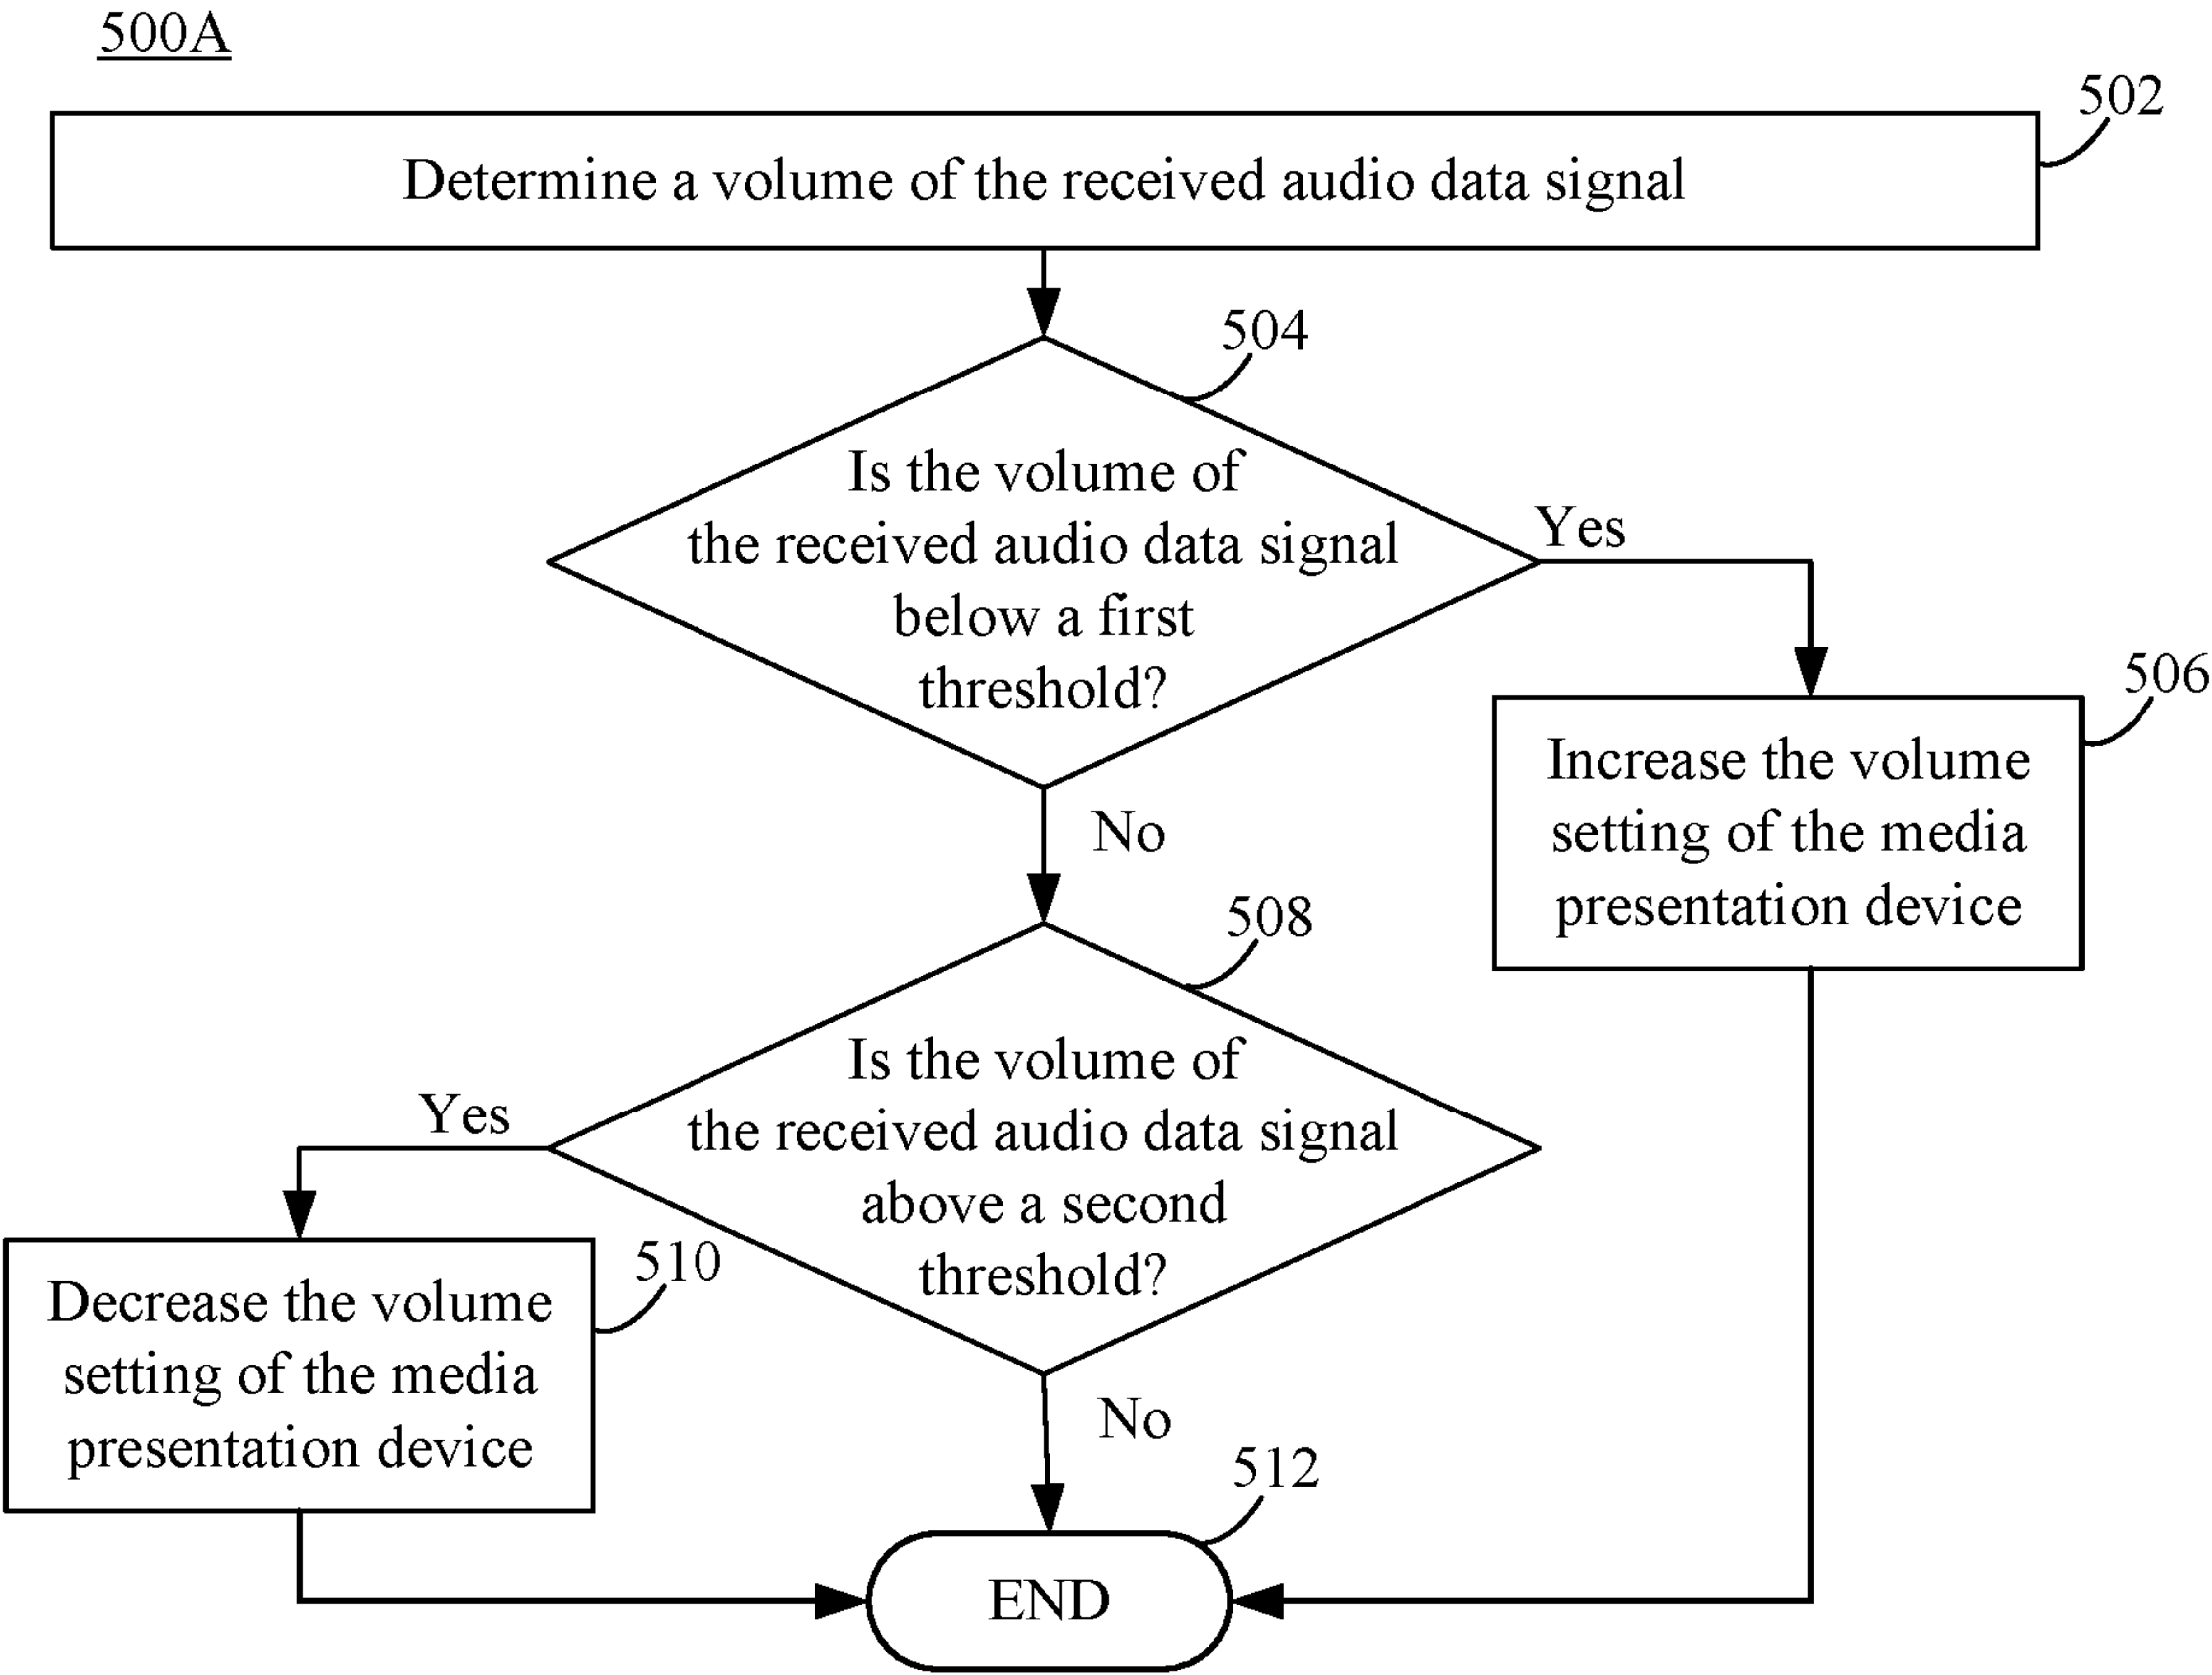 500A
502
Determine a volume of the received audio data signal
504
Is the volume of
the received audio data signal
below a first
threshold?
Yes
506
Increase the volume
setting of the media
presentation device
No
508
Is the volume of
the received audio data signal
above a second
threshold?
Yes
510
Decrease the volume
setting of the media
presentation device
No
512
END